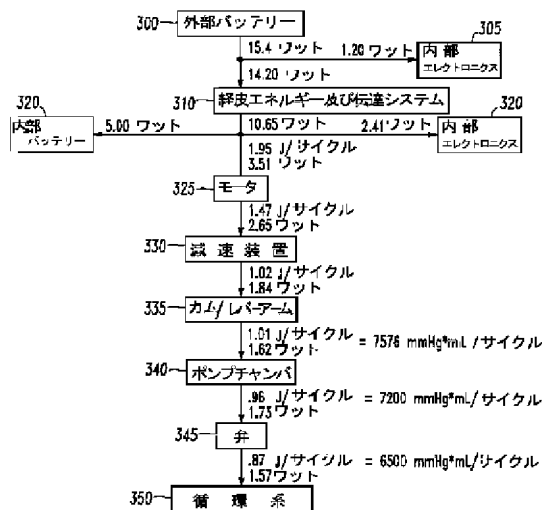 300 外部バッテリー
15.4 ワット 1.20 ワット 内部 305
エレクトロニクス
14.20 ワット
310 経皮エネルギー及び伝達システム
320 内部 5.00 ワット 10.65 ワット 2.41 ワット 内部 320
バッテリー エレクトロニクス
1.95 J/サイクル
3.51 ワット
325 モータ
1.47 J/サイクル
2.65 ワット
330 減速装置
1.02 J/サイクル
1.84 ワット
335 カム/レバーアーム
1.01 J/サイクル = 7576 mmHg*mL/サイクル
1.62 ワット
340 ポンプチャンバ
.96 J/サイクル = 7200 mmHg*mL/サイクル
1.73 ワット
345 弁
.87 J/サイクル = 6500 mmHg*mL/サイクル
1.57 ワット
350 循環系